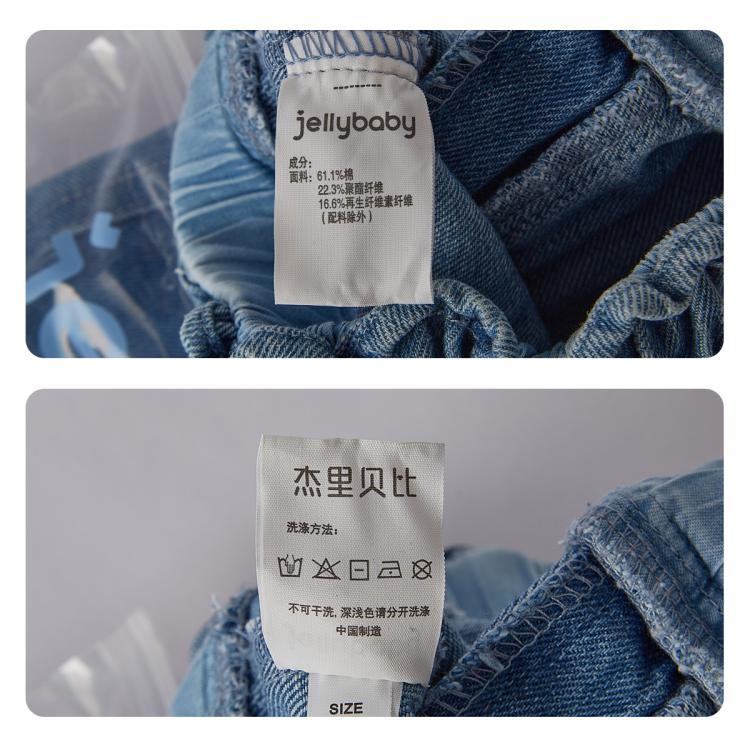 jellybaby
成分：
面料：61.1%棉
22.3%聚酯纤维
16.6%再生纤维素纤维
（配料除外）
杰里贝比
洗涤方法：
不可干洗, 深浅色请分开洗涤
中国制造
SIZE